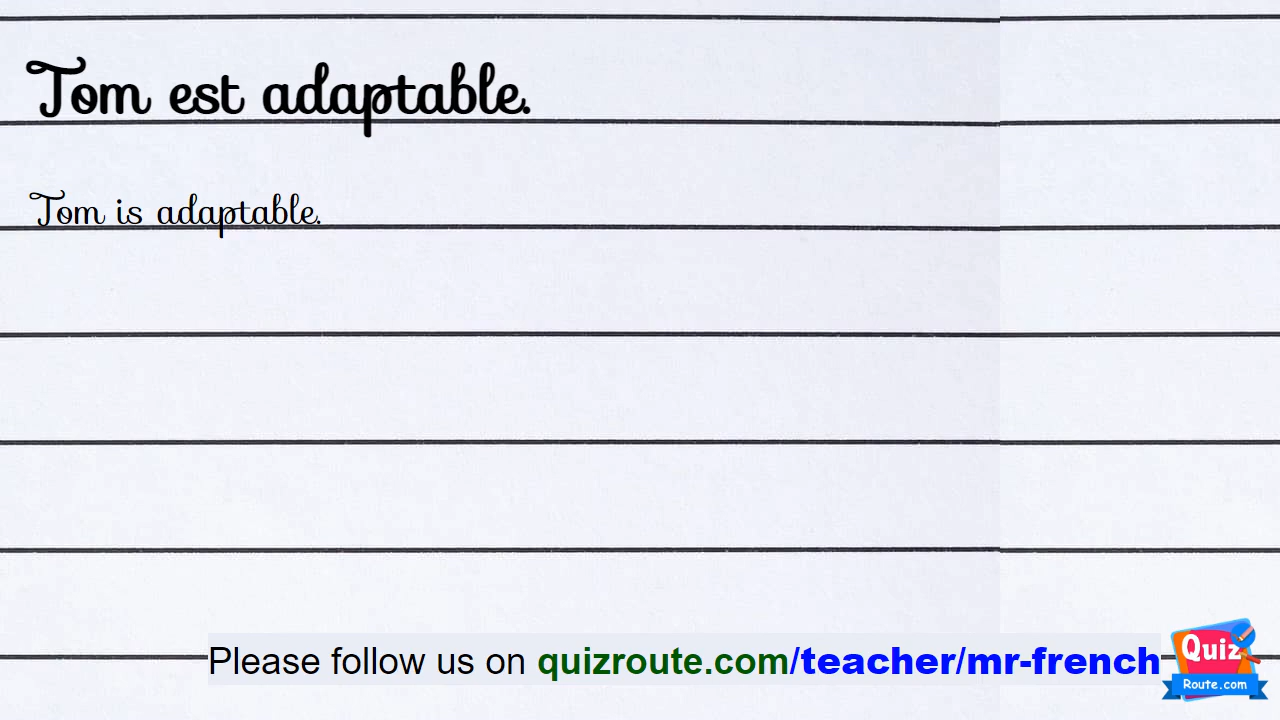 Tom est adaptable.
Tom is adaptable.
Please follow us on quizroute.com/teacher/mr-french
Quiz
Route.com